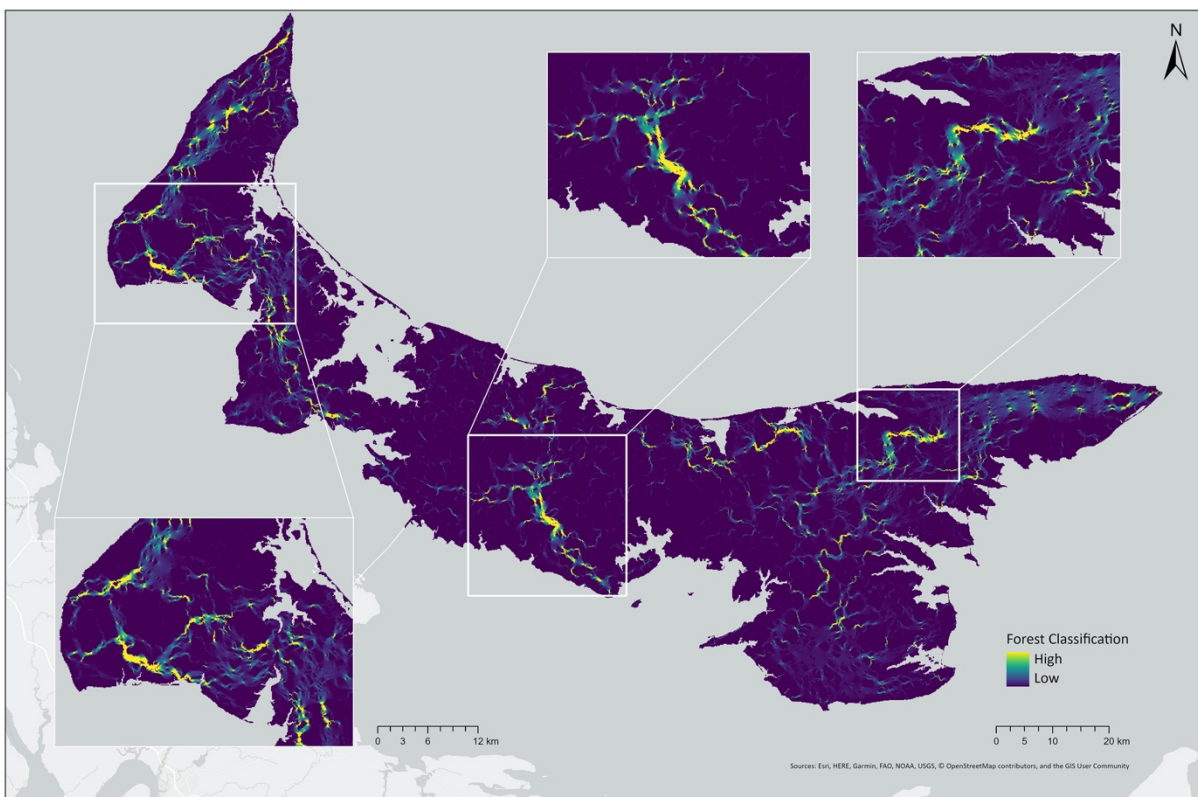 N
Forest Classification
High
Low
0 3 6 12 km
0 5 10 20 km
Sources: Esri, HERE, Garmin, FAO, NOAA, USGS, © OpenStreetMap contributors, and the GIS User Community